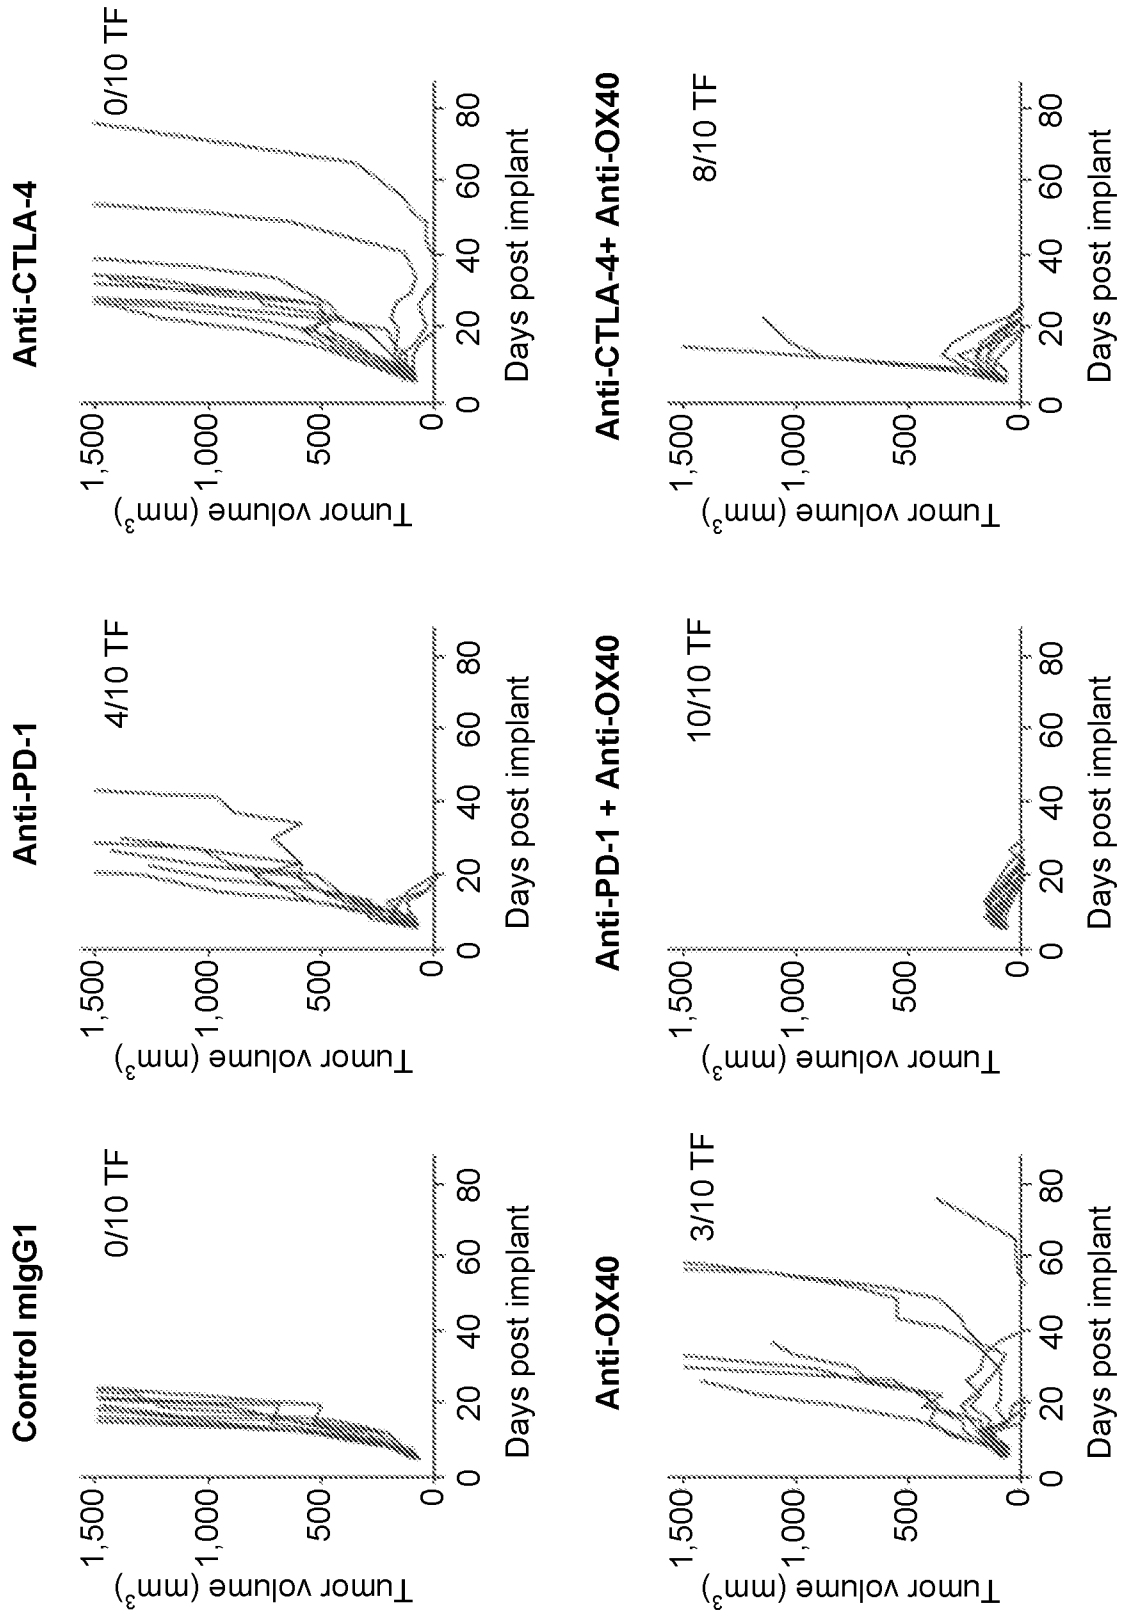 Control mIgG1
0/10 TF
1,500
1,000
500
0
Tumor volume (mm³)
0
20
40
60
80
Days post implant
Anti-PD-1
4/10 TF
1,500
1,000
500
0
Tumor volume (mm³)
0
20
40
60
80
Days post implant
Anti-CTLA-4
0/10 TF
1,500
1,000
500
0
Tumor volume (mm³)
0
20
40
60
80
Days post implant
Anti-OX40
3/10 TF
1,500
1,000
500
0
Tumor volume (mm³)
0
20
40
60
80
Days post implant
Anti-PD-1 + Anti-OX40
10/10 TF
1,500
1,000
500
0
Tumor volume (mm³)
0
20
40
60
80
Days post implant
Anti-CTLA-4+ Anti-OX40
8/10 TF
1,500
1,000
500
0
Tumor volume (mm³)
0
20
40
60
80
Days post implant